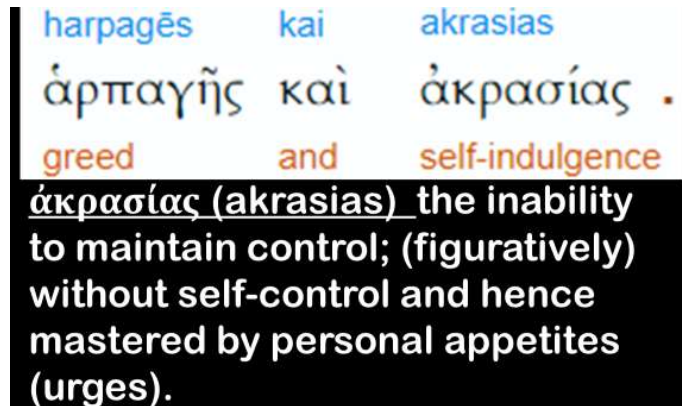 harpagēs kai akrasias
ἁρπαγῆς καὶ ἀκρασίας .
greed and self-indulgence
ἀκρασίας (akrasias) the inability
to maintain control; (figuratively)
without self-control and hence
mastered by personal appetites
(urges).